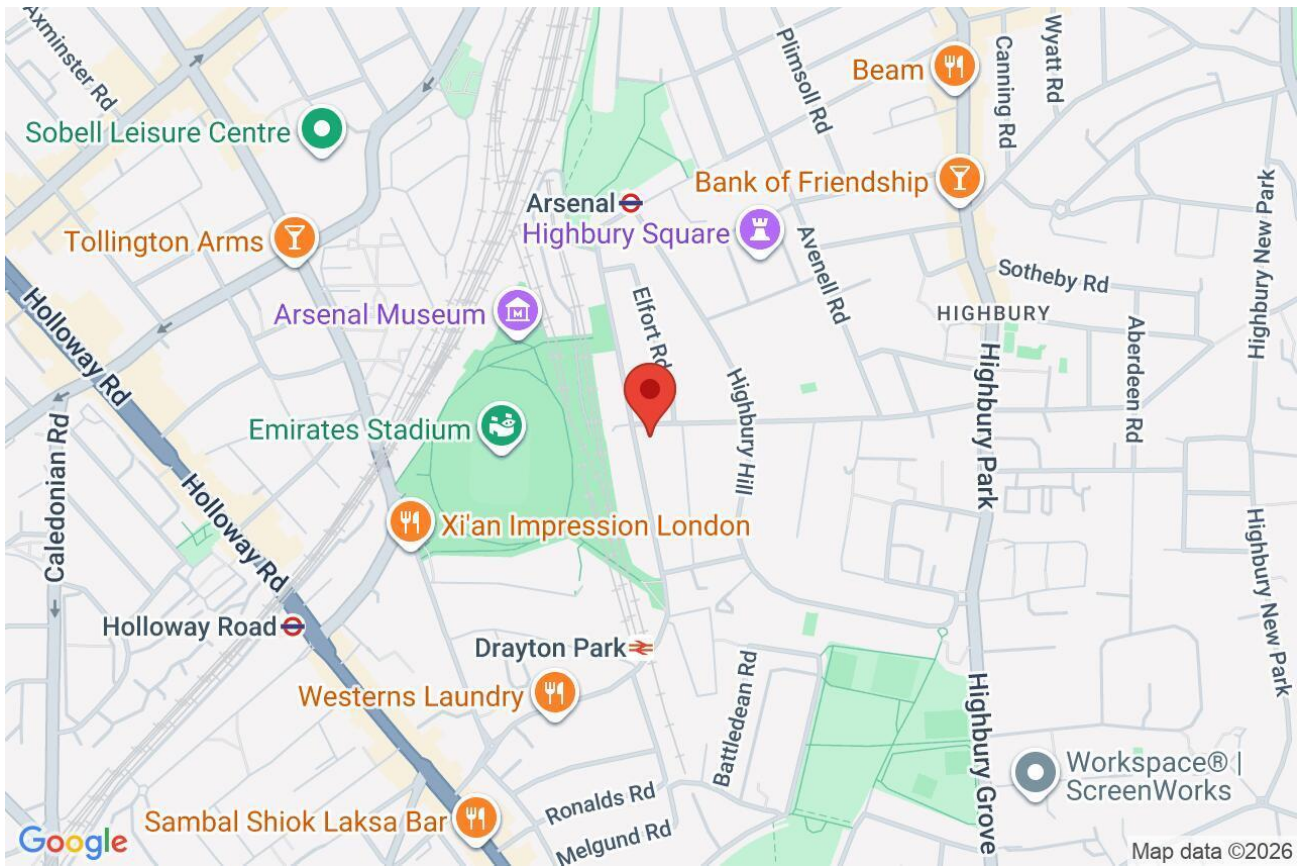 Axminster Rd
Plimsoll Rd
Wyatt Rd
Canning Rd
Beam
Sobell Leisure Centre
Bank of Friendship
Arsenal
Highbury Square
Tollington Arms
Avenell Rd
Highbury New Park
Sotheby Rd
Elfort Rd
Arsenal Museum
HIGHBURY
Holloway Rd
Aberdeen Rd
Highbury Hill
Highbury Park
Emirates Stadium
Caledonian Rd
Holloway Rd
Xi'an Impression London
Highbury New Park
Holloway Road
Drayton Park
Westerns Laundry
Battledean Rd
Highbury Grove
Workspace® |
ScreenWorks
Ronalds Rd
Sambal Shiok Laksa Bar
Melgund Rd
Google
Map data ©2026